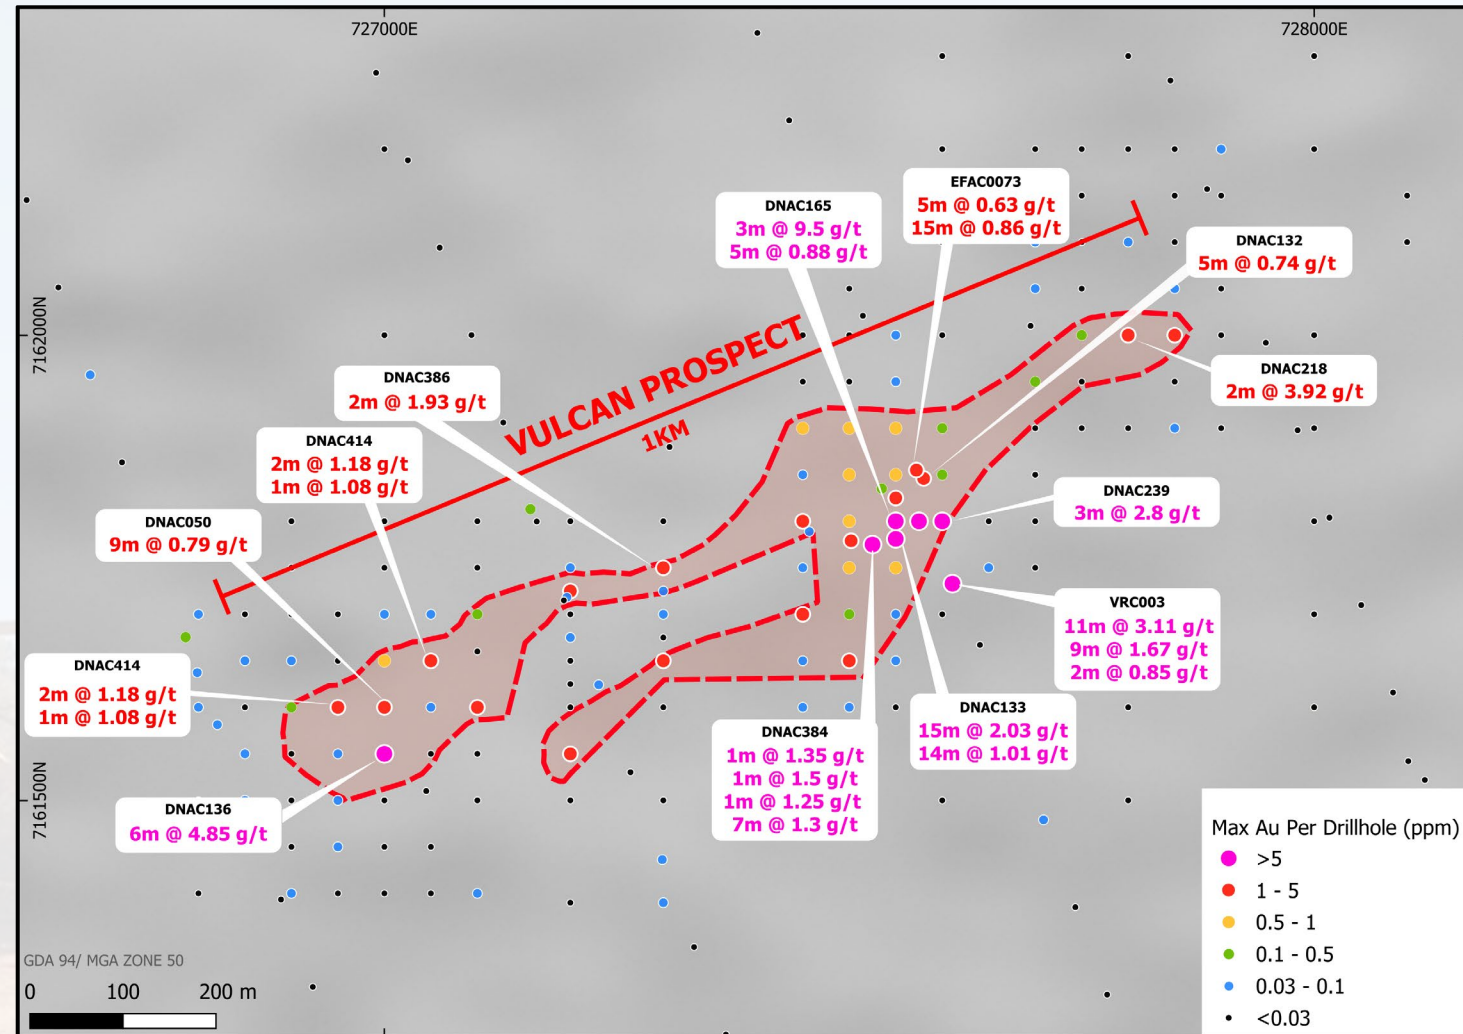 727000E
728000E
7162000N
7161500N
VULCAN PROSPECT
1KM
DNAC165
3m @ 9.5 g/t
5m @ 0.88 g/t
EFAC0073
5m @ 0.63 g/t
15m @ 0.86 g/t
DNAC132
5m @ 0.74 g/t
DNAC218
2m @ 3.92 g/t
DNAC386
2m @ 1.93 g/t
DNAC414
2m @ 1.18 g/t
1m @ 1.08 g/t
DNAC050
9m @ 0.79 g/t
DNAC239
3m @ 2.8 g/t
VRC003
11m @ 3.11 g/t
9m @ 1.67 g/t
2m @ 0.85 g/t
DNAC414
2m @ 1.18 g/t
1m @ 1.08 g/t
DNAC133
15m @ 2.03 g/t
14m @ 1.01 g/t
DNAC384
1m @ 1.35 g/t
1m @ 1.5 g/t
1m @ 1.25 g/t
7m @ 1.3 g/t
DNAC136
6m @ 4.85 g/t
Max Au Per Drillhole (ppm)
>5
1 - 5
0.5 - 1
0.1 - 0.5
0.03 - 0.1
<0.03
GDA 94/ MGA ZONE 50
0 100 200 m